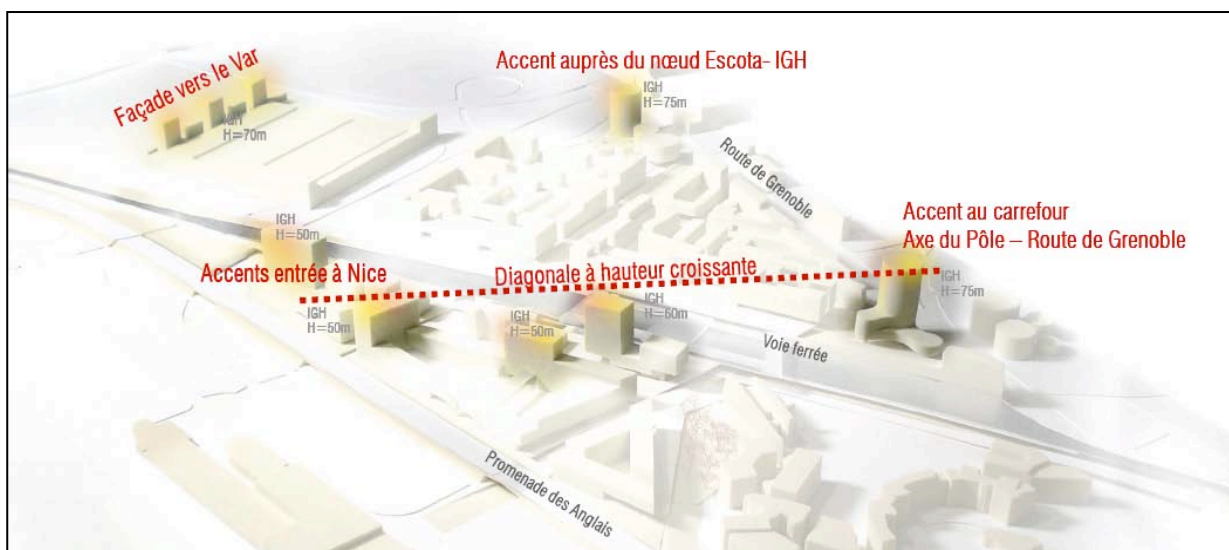 Façade vers le Var
IGH
H=70m
Accent auprès du nœud Escota- IGH
IGH
H=75m
Route de Grenoble
Accent au carrefour
Axe du Pôle – Route de Grenoble
IGH
H=75m
IGH
H=50m
Accents entrée à Nice
Diagonale à hauteur croissante
IGH
H=50m
IGH
H=50m
IGH
H=60m
Voie ferrée
Promenade des Anglais